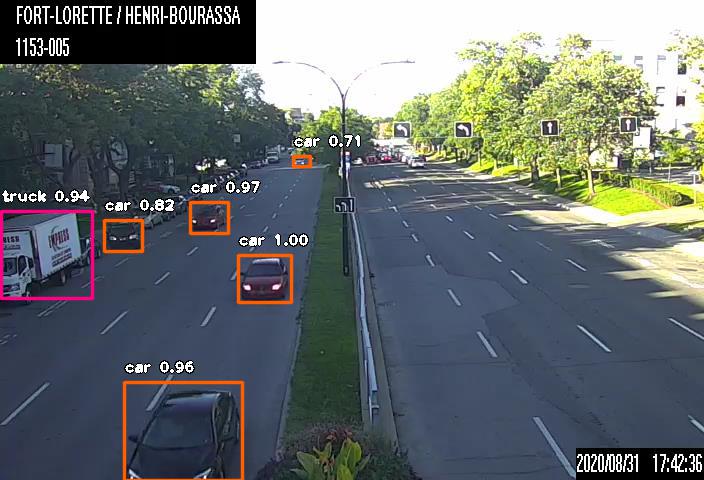 FORT-LORETTE / HENRI-BOURASSA
1153-005
car 0.71
truck 0.94
car 0.82
car 0.97
car 1.00
EMPRESS
car 0.96
2020/08/31 17:42:36